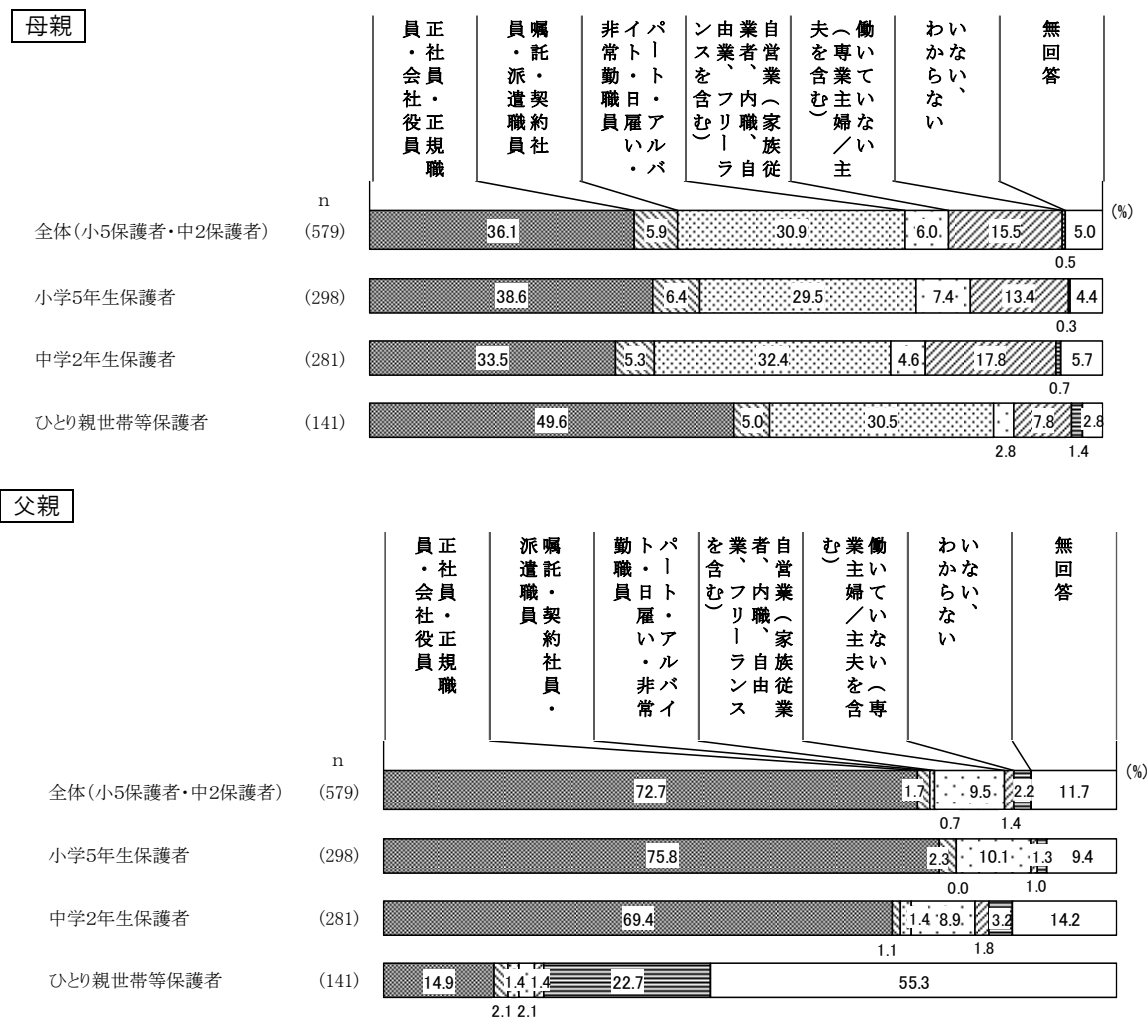 母親
正社員・正規職
員・会社役員
嘱託・契約社
員・派遣職員
パート・アルバ
イト・日雇い・
非常勤職員
自営業（家族従
業者、内職、自
由業、フリーラ
ンスを含む）
働いていない
（専業主婦／主
夫を含む）
いない、
わからない
無回答
n
(%)
全体(小5保護者・中2保護者) (579) 36.1 5.9 30.9 6.0 15.5 5.0
0.5
小学5年生保護者 (298) 38.6 6.4 29.5 7.4 13.4 4.4
0.3
中学2年生保護者 (281) 33.5 5.3 32.4 4.6 17.8 5.7
0.7
ひとり親世帯等保護者 (141) 49.6 5.0 30.5 7.8 2.8
2.8 1.4
父親
正社員・正規職
員・会社役員
嘱託・契約社員・
派遣職員
パート・アルバイ
ト・日雇い・非常
勤職員
自営業（家族従業
者、内職、自由
業、フリーランス
を含む）
働いていない（専
業主婦／主夫を含
む）
いない、
わからない
無回答
n
(%)
全体(小5保護者・中2保護者) (579) 72.7 1.7 9.5 2.2 11.7
0.7 1.4
小学5年生保護者 (298) 75.8 2.3 10.1 1.3 9.4
0.0 1.0
中学2年生保護者 (281) 69.4 1.4 8.9 3.2 14.2
1.1 1.8
ひとり親世帯等保護者 (141) 14.9 1.4 1.4 22.7 55.3
2.1 2.1